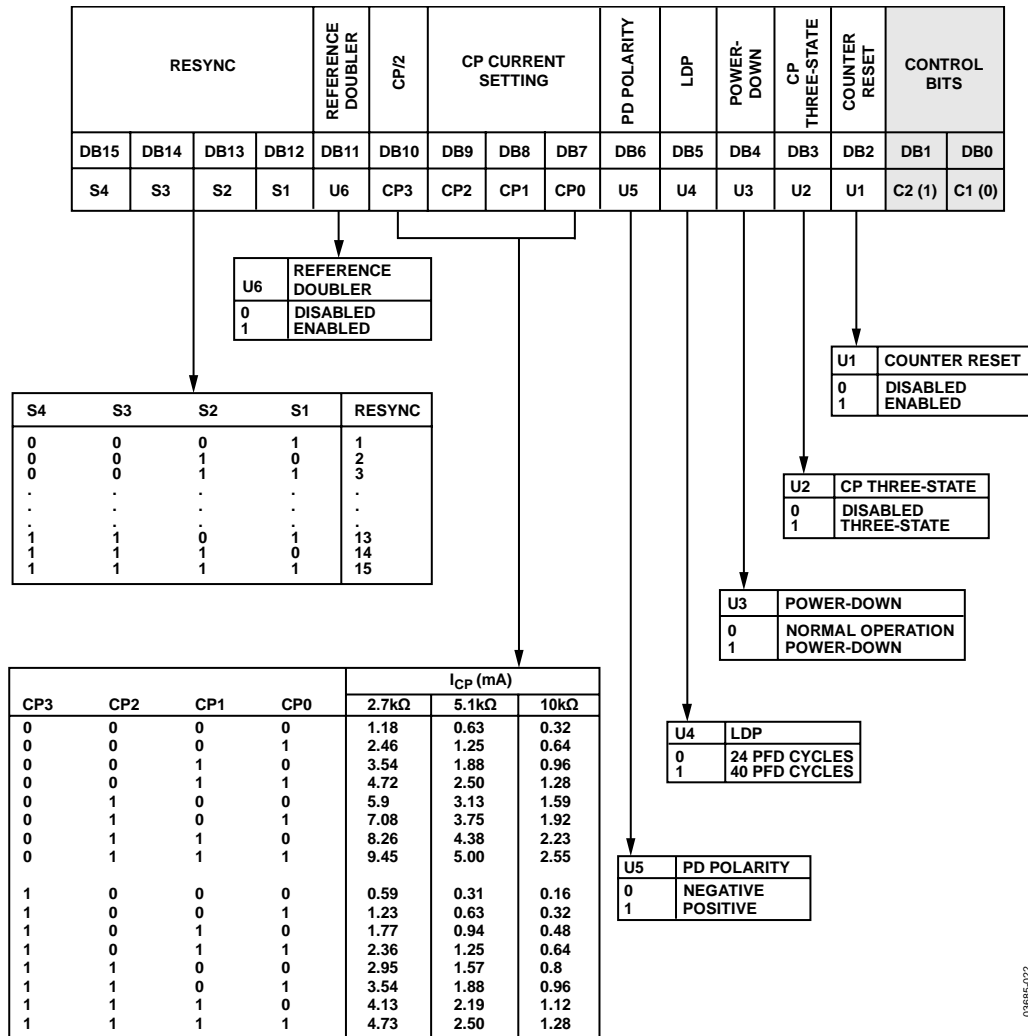 RESYNC
REFERENCE
DOUBLER
CP/2
CP CURRENT
SETTING
PD POLARITY
LDP
POWER-
DOWN
CP
THREE-STATE
COUNTER
RESET
CONTROL
BITS
DB15 DB14 DB13 DB12 DB11 DB10 DB9 DB8 DB7 DB6 DB5 DB4 DB3 DB2 DB1 DB0
S4 S3 S2 S1 U6 CP3 CP2 CP1 CP0 U5 U4 U3 U2 U1 C2 (1) C1 (0)
U6 REFERENCE
DOUBLER
0 DISABLED
1 ENABLED
U1 COUNTER RESET
0 DISABLED
1 ENABLED
S4 S3 S2 S1 RESYNC
0 0 0 1 1
0 0 1 0 2
0 0 1 1 3
. . . . .
. . . . .
. . . . .
1 1 0 1 13
1 1 1 0 14
1 1 1 1 15
U2 CP THREE-STATE
0 DISABLED
1 THREE-STATE
U3 POWER-DOWN
0 NORMAL OPERATION
1 POWER-DOWN
ICP (mA)
CP3 CP2 CP1 CP0 2.7kΩ 5.1kΩ 10kΩ
0 0 0 0 1.18 0.63 0.32
0 0 0 1 2.46 1.25 0.64
0 0 1 0 3.54 1.88 0.96
0 0 1 1 4.72 2.50 1.28
0 1 0 0 5.9 3.13 1.59
0 1 0 1 7.08 3.75 1.92
0 1 1 0 8.26 4.38 2.23
0 1 1 1 9.45 5.00 2.55
1 0 0 0 0.59 0.31 0.16
1 0 0 1 1.23 0.63 0.32
1 0 1 0 1.77 0.94 0.48
1 0 1 1 2.36 1.25 0.64
1 1 0 0 2.95 1.57 0.8
1 1 0 1 3.54 1.88 0.96
1 1 1 0 4.13 2.19 1.12
1 1 1 1 4.73 2.50 1.28
U4 LDP
0 24 PFD CYCLES
1 40 PFD CYCLES
U5 PD POLARITY
0 NEGATIVE
1 POSITIVE
03685-022